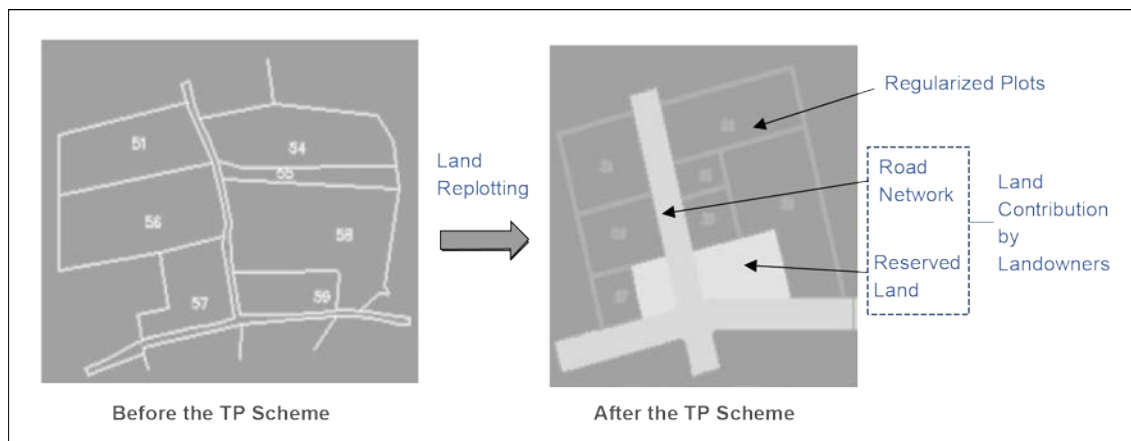 51
54
55
56
58
57
59
Land
Replotting
Regularized Plots
Road
Network
Reserved
Land
Land
Contribution
by
Landowners
Before the TP Scheme
After the TP Scheme